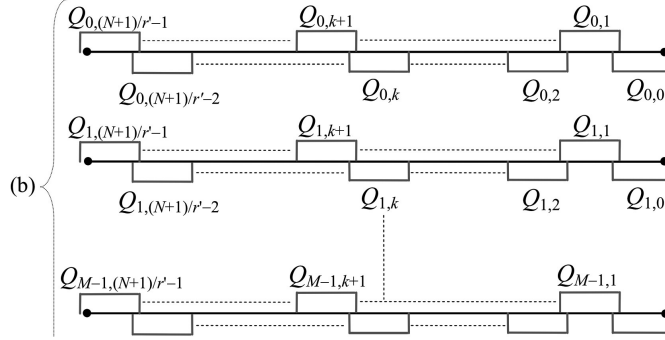 Q0,(N+1)/r'−1 Q0,k+1 Q0,1
Q0,(N+1)/r'−2 Q0,k Q0,2 Q0,0
Q1,(N+1)/r'−1 Q1,k+1 Q1,1
(b)
Q1,(N+1)/r'−2 Q1,k Q1,2 Q1,0
QM−1,(N+1)/r'−1 QM−1,k+1 QM−1,1